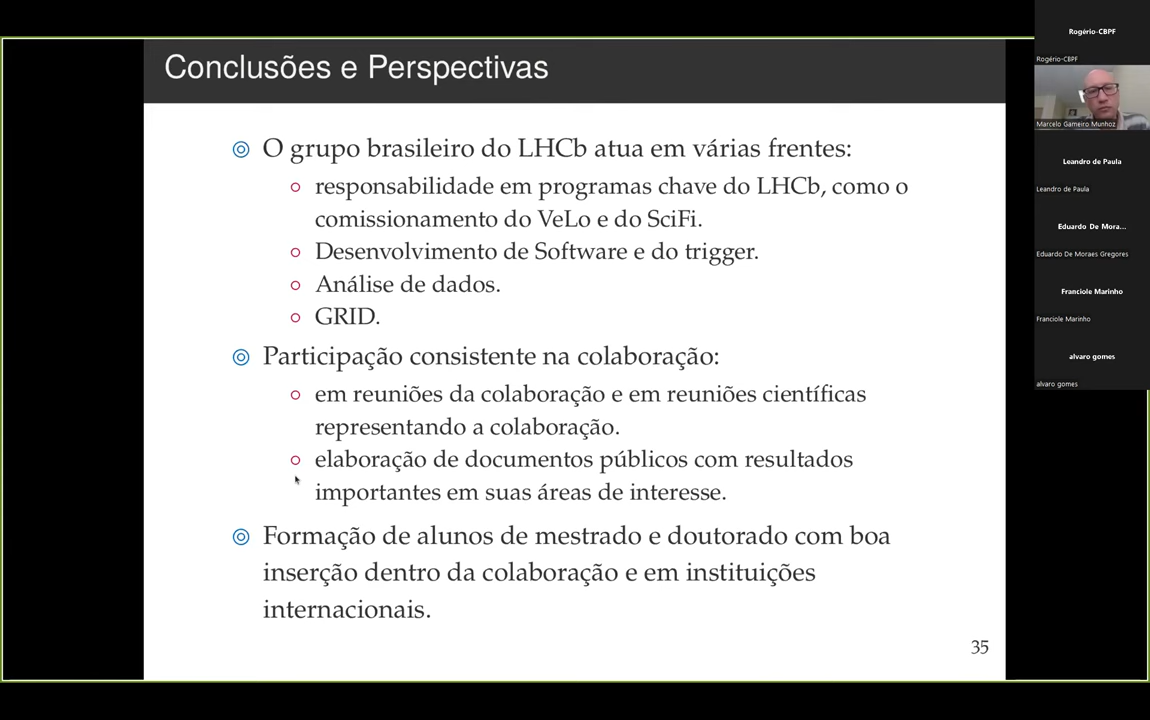 Conclusões e Perspectivas
O grupo brasileiro do LHCb atua em várias frentes:
responsabilidade em programas chave do LHCb, como o
comissionamento do VeLo e do SciFi.
Desenvolvimento de Software e do trigger.
Análise de dados.
GRID.
Participação consistente na colaboração:
em reuniões da colaboração e em reuniões científicas
representando a colaboração.
elaboração de documentos públicos com resultados
importantes em suas áreas de interesse.
Formação de alunos de mestrado e doutorado com boa
inserção dentro da colaboração e em instituições
internacionais.
35
Rogério-CBPF
Rogério-CBPF
Marcelo Gameiro Munhoz
Leandro de Paula
Leandro de Paula
Eduardo De Mora...
Eduardo De Moraes Gregores
Franciole Marinho
Franciole Marinho
alvaro gomes
alvaro gomes